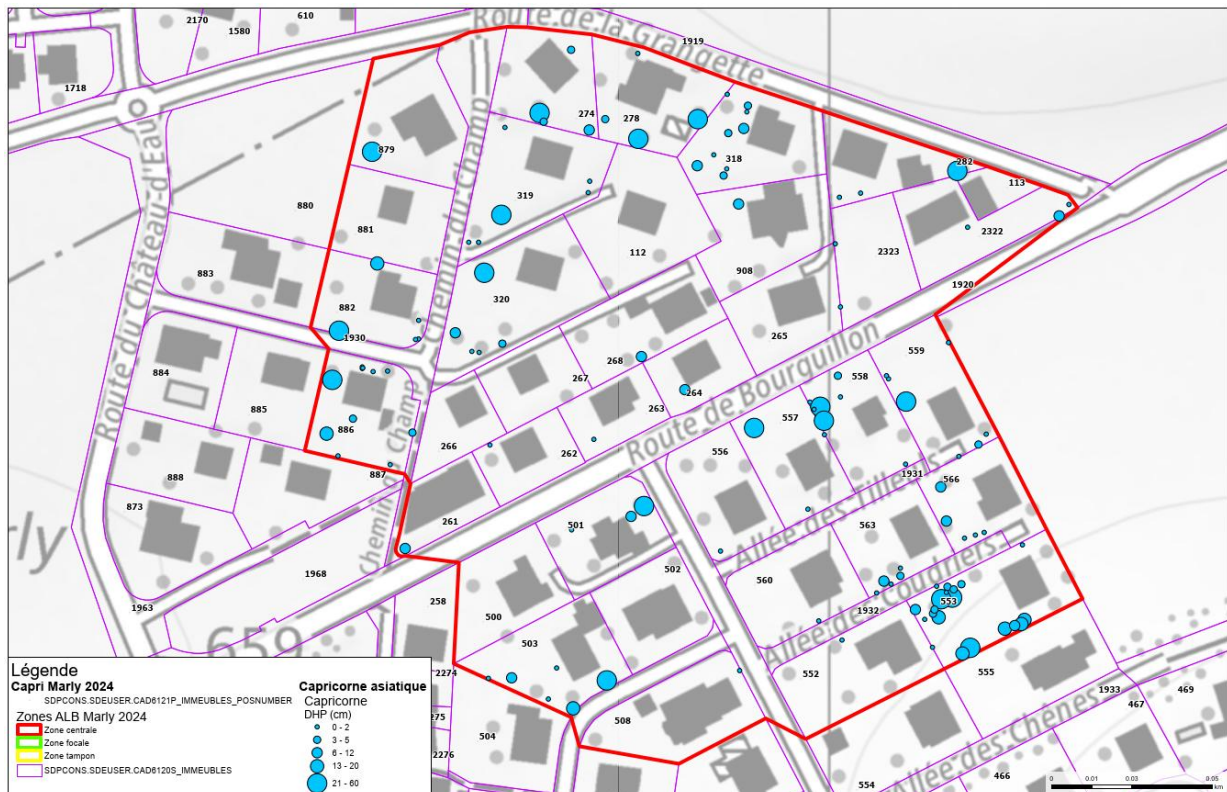 2170
1580
610
Route de la Grangette
1919
1718
274
278
318
282
113
879
319
2322
880
881
112
908
2323
1920
883
320
882
1930
265
Route du Château-d'Eau
Chemin du Champ
884
885
886
887
888
873
267
268
264
263
266
262
261
Route de Bourguillon
559
558
557
556
1931
566
Allée des Tilleuls
563
560
Allée des Coudriers
1932
553
552
555
501
502
500
503
258
Chemin du Champ
1968
1963
659
2274
275
2276
504
508
554
Allée des Chênes
1933
469
467
466
Légende
Capri Marly 2024
SDPCONS.SDEUSER.CAD6121P_IMMEUBLES_POSNUMBER
Zones ALB Marly 2024
Zone centrale
Zone focale
Zone tampon
SDPCONS.SDEUSER.CAD6120S_IMMEUBLES
Capricorne asiatique
Capricorne
DHP (cm)
0 - 2
3 - 5
6 - 12
13 - 20
21 - 60
0 0.01 0.03 0.05
km